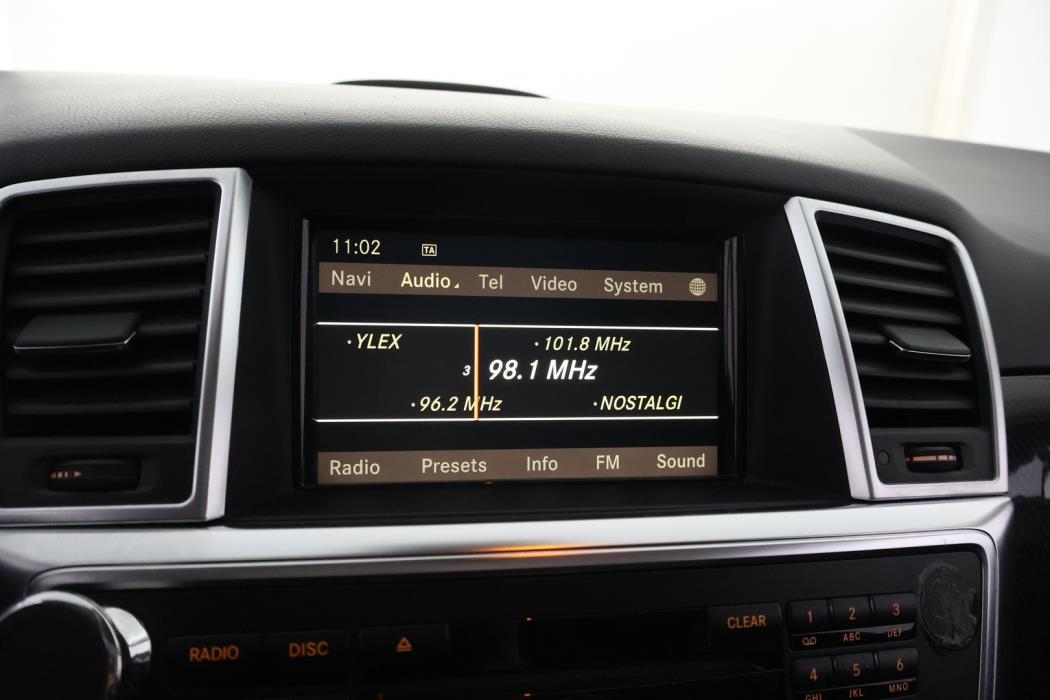 11:02 TA
Navi Audio Tel Video System
·YLEX ·101.8 MHz
3 98.1 MHz
·96.2 MHz ·NOSTALGI
Radio Presets Info FM Sound
CLEAR 1 2 3
ABC DEF
RADIO DISC
4 5 6
GHI JKL MNO